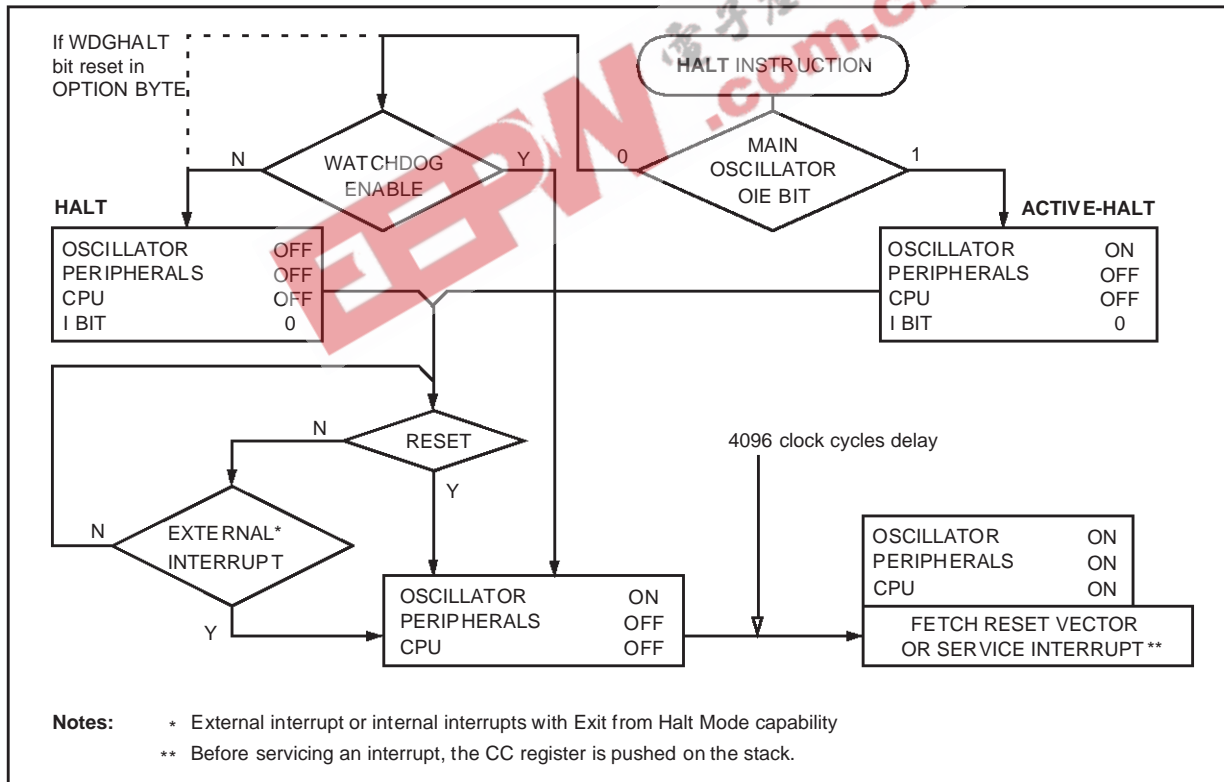 If WDGHALT
bit reset in
OPTION BYTE
HALT INSTRUCTION
MAIN
OSCILLATOR
OIE BIT
0
1
WATCHDOG
ENABLE
N
Y
HALT
OSCILLATOR OFF
PERIPHERALS OFF
CPU OFF
I BIT 0
ACTIVE-HALT
OSCILLATOR ON
PERIPHERALS OFF
CPU OFF
I BIT 0
EEPW
.com.c
電子
RESET
N
Y
4096 clock cycles delay
EXTERNAL*
INTERRUPT
N
Y
OSCILLATOR ON
PERIPHERALS OFF
CPU OFF
OSCILLATOR ON
PERIPHERALS ON
CPU ON
FETCH RESET VECTOR
OR SERVICE INTERRUPT**
Notes: * External interrupt or internal interrupts with Exit from Halt Mode capability
** Before servicing an interrupt, the CC register is pushed on the stack.